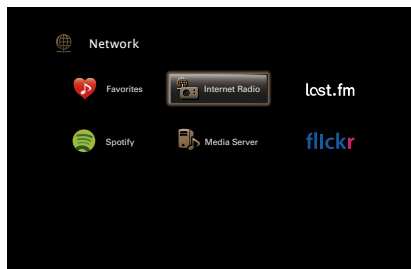 Network
Favorites
Internet Radio
last.fm
Spotify
Media Server
flickr